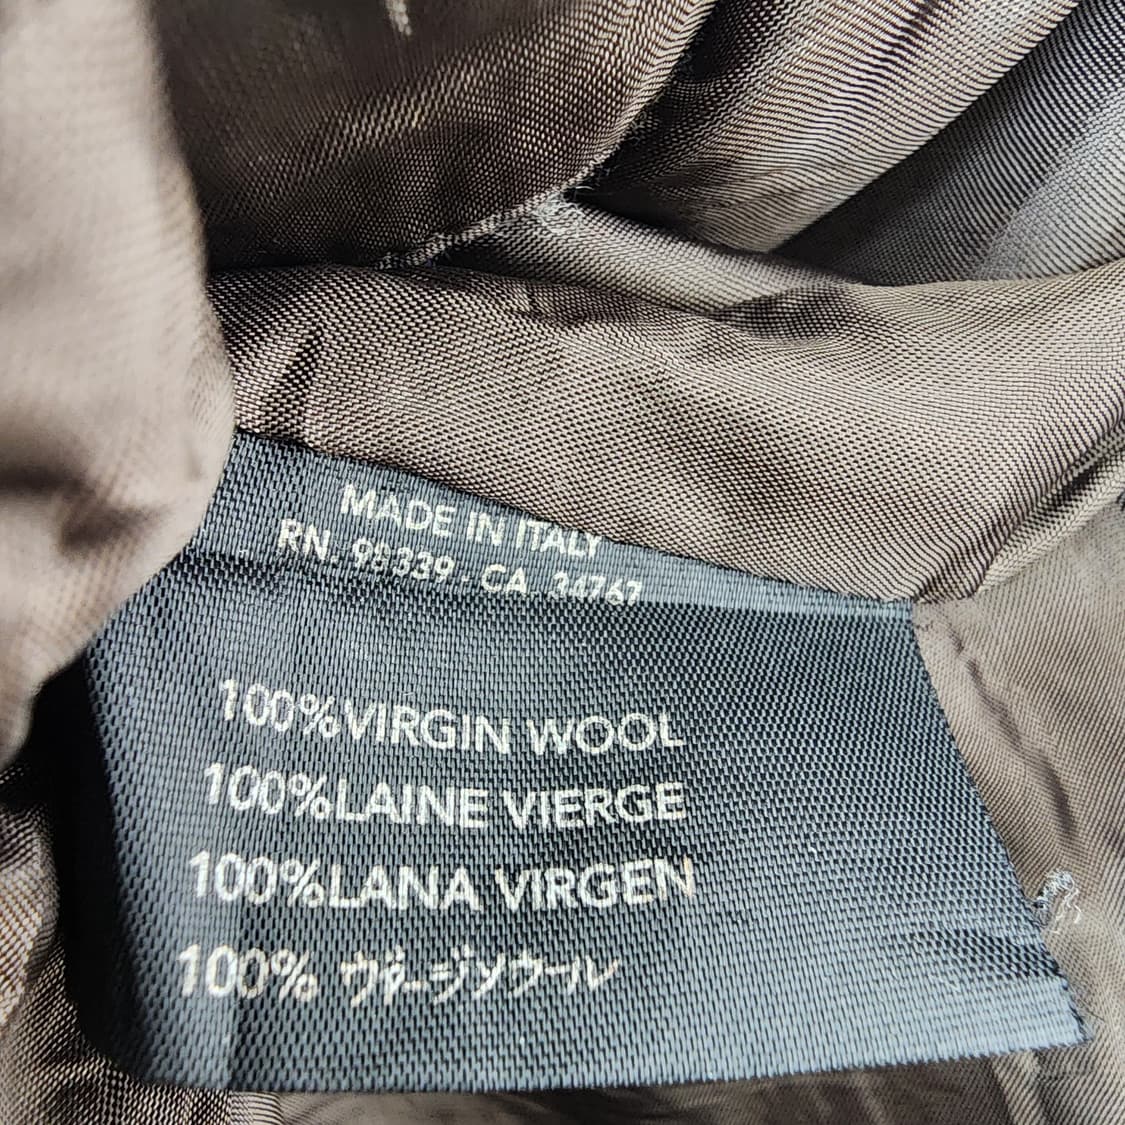 MADE IN ITALY
RN. 98339 - CA. 34767
100%VIRGIN WOOL
100%LAINE VIERGE
100%LANA VIRGEN
100% ヴァージンウール